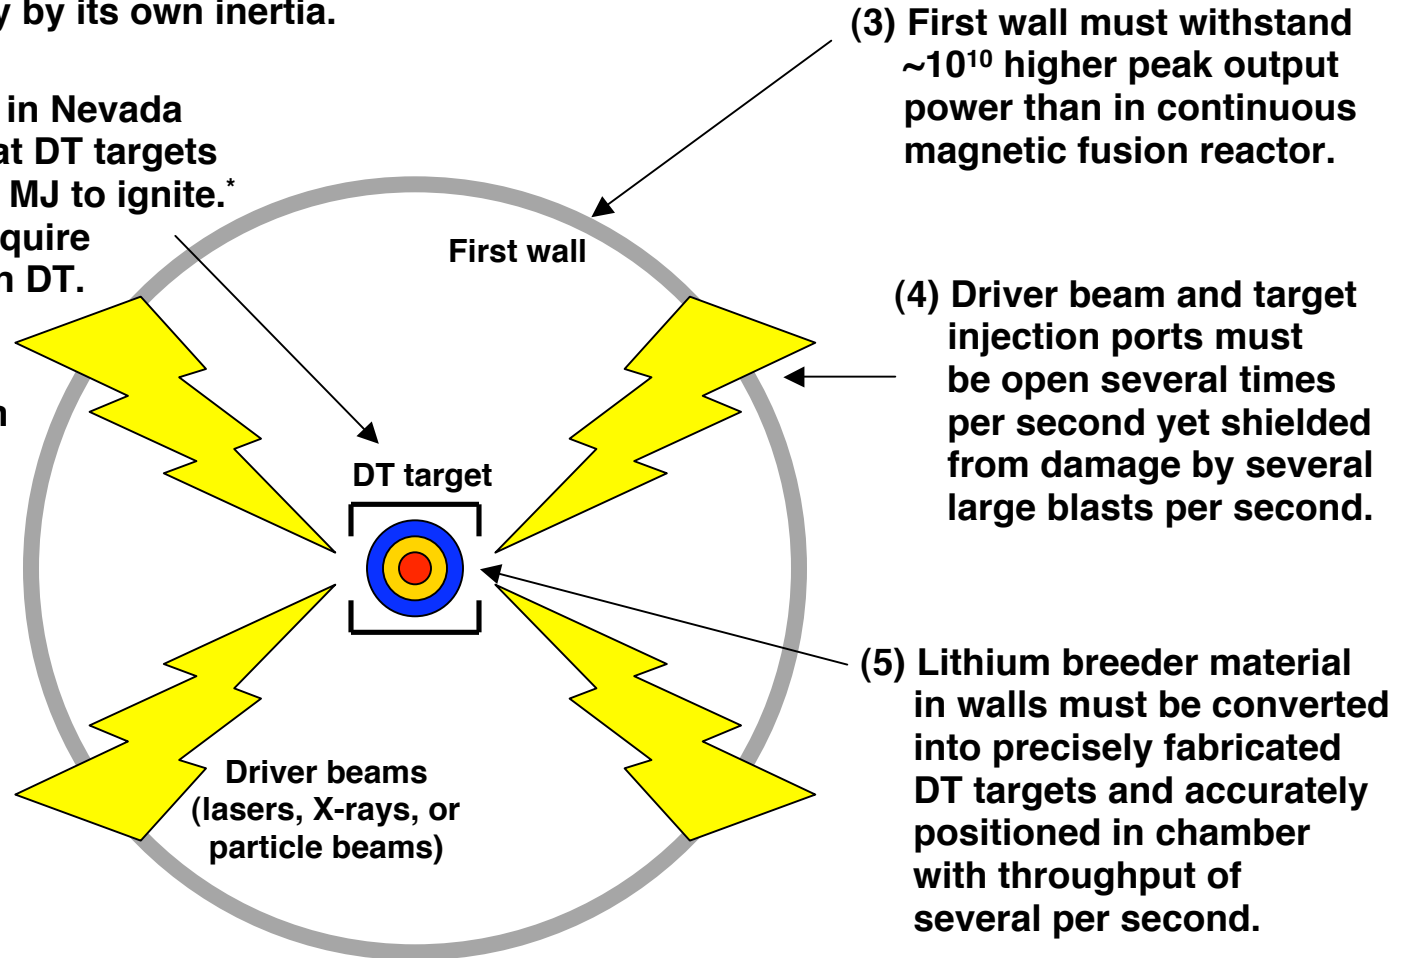 y by its own inertia.
in Nevada
at DT targets
MJ to ignite.*
quire
n DT.
n
(3) First wall must withstand
~10¹⁰ higher peak output
power than in continuous
magnetic fusion reactor.
First wall
(4) Driver beam and target
injection ports must
be open several times
per second yet shielded
from damage by several
large blasts per second.
DT target
(5) Lithium breeder material
in walls must be converted
into precisely fabricated
DT targets and accurately
positioned in chamber
with throughput of
several per second.
Driver beams
(lasers, X-rays, or
particle beams)